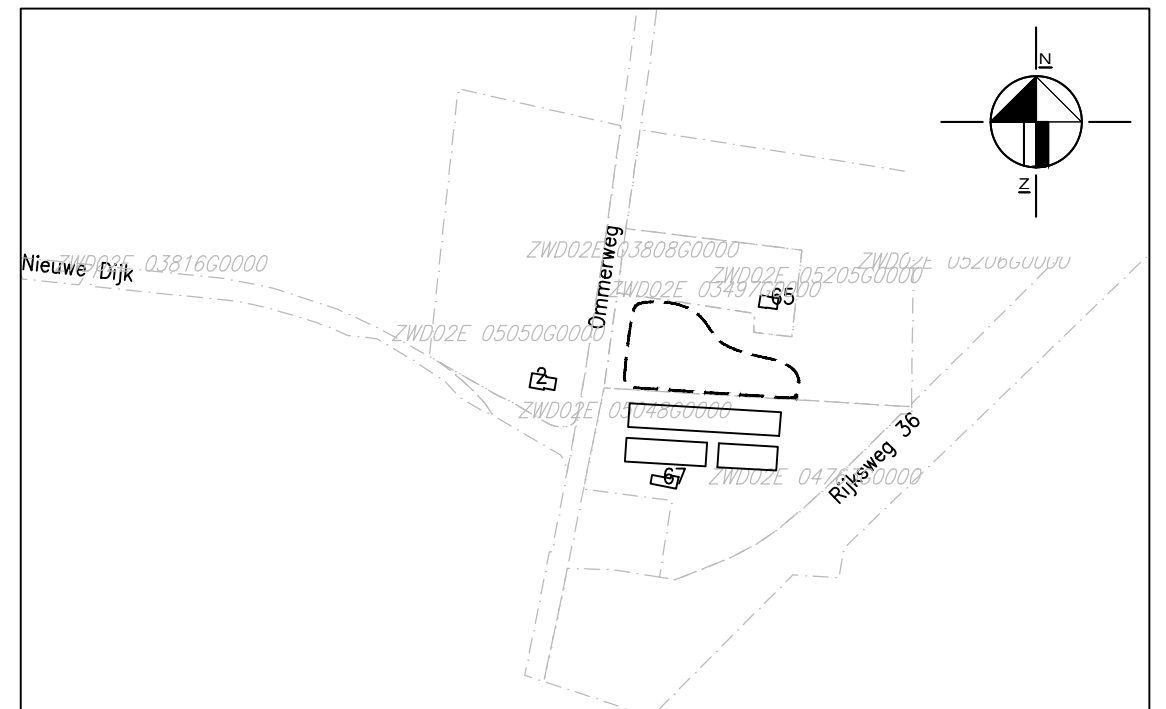 N
Z
Nieuwe Dijk
ZWD02E 03816G0000
Ommerweg
ZWD02E 03808G0000
ZWD02E 05206G0000
ZWD02E 05205G0000
ZWD02E 03497G0000
65
ZWD02E 05050G0000
2
ZWD02E 05048G0000
Rijksweg 36
67